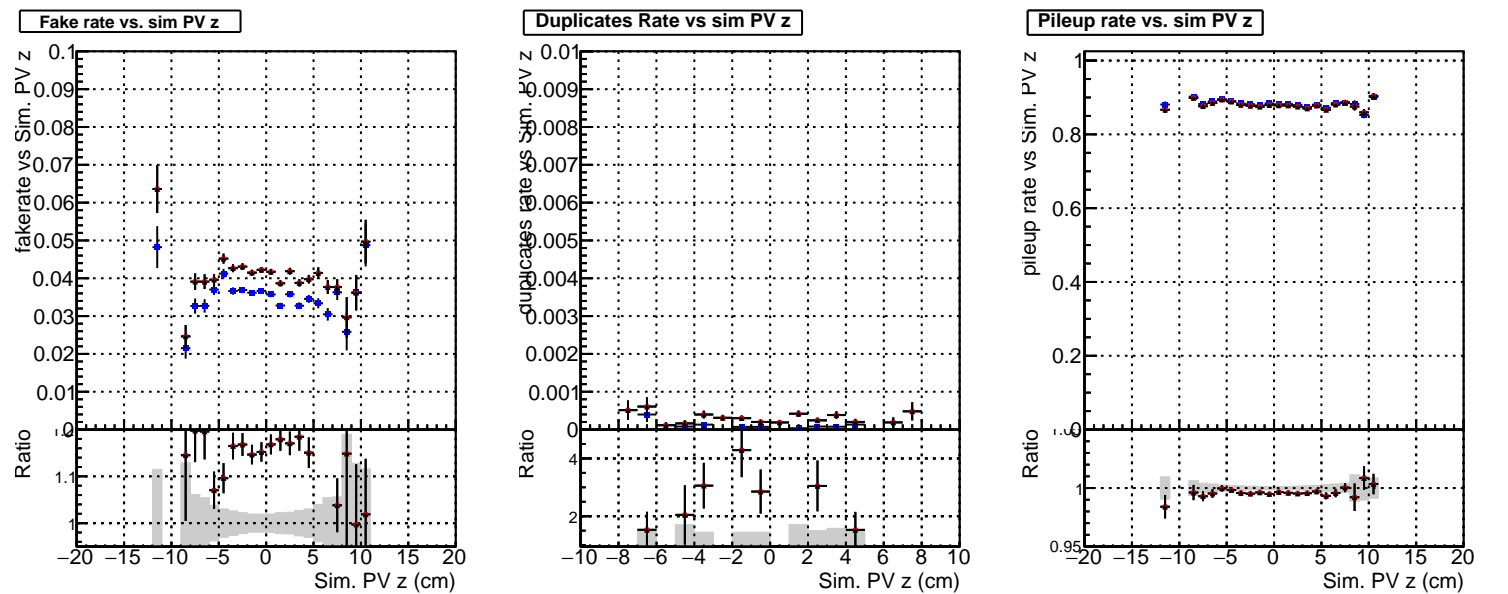 Fake rate vs. sim PV z
fakerate vs Sim. PV z
0.1
0.09
0.08
0.07
0.06
0.05
0.04
0.03
0.02
0.01
0
Ratio
1.1
1
−20 −15 −10 −5 0 5 10 15 20
Sim. PV z (cm)
Duplicates Rate vs sim PV z
duplicates rate vs Sim. PV z
0.01
0.009
0.008
0.007
0.006
0.005
0.004
0.003
0.002
0.001
0
Ratio
4
2
−10 −8 −6 −4 −2 0 2 4 6 8 10
Sim. PV z (cm)
Pileup rate vs. sim PV z
pileup rate vs Sim. PV z
1
0.8
0.6
0.4
0.2
0
Ratio
1
0.95
−20 −15 −10 −5 0 5 10 15 20
Sim. PV z (cm)